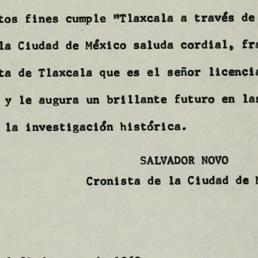 tos fines cumple "Tlaxcala a través de
la Ciudad de México saluda cordial, fra
ta de Tlaxcala que es el señor licencia
y le augura un brillante futuro en las
la investigación histórica.
SALVADOR NOVO
Cronista de la Ciudad de M